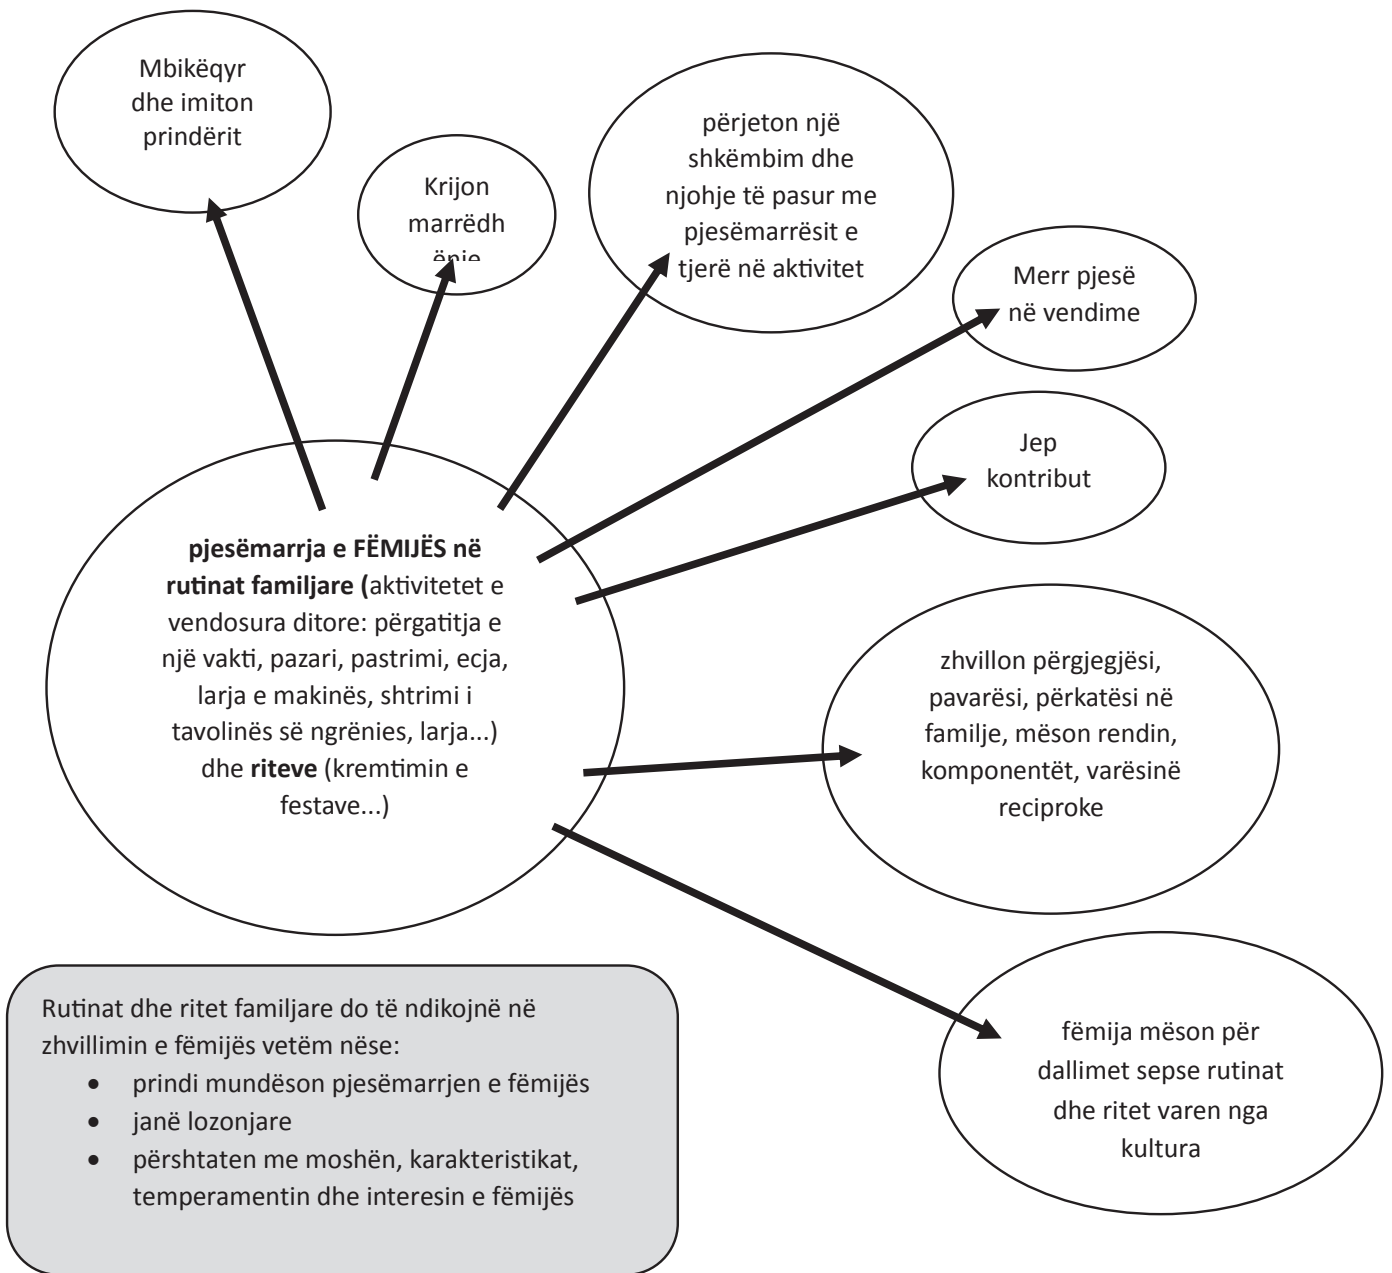 Mbikëqyr
dhe imiton
prindërit
Krijon
marrëdh
ënie
përjeton një
shkëmbim dhe
njohje të pasur me
pjesëmarrësit e
tjerë në aktivitet
Merr pjesë
në vendime
Jep
kontribut
pjesëmarrja e FËMIJËS në
rutinat familjare (aktivitetet e
vendosura ditore: përgatitja e
një vakti, pazari, pastrimi, ecja,
larja e makinës, shtrimi i
tavolinës së ngrënies, larja...)
dhe riteve (kremtimin e
festave...)
zhvillon përgjegjësi,
pavarësi, përkatësi në
familje, mëson rendin,
komponentët, varësinë
reciproke
fëmija mëson për
dallimet sepse rutinat
dhe ritet varen nga
kultura
Rutinat dhe ritet familjare do të ndikojnë në
zhvillimin e fëmijës vetëm nëse:
• prindi mundëson pjesëmarrjen e fëmijës
• janë lozonjare
• përshtaten me moshën, karakteristikat,
temperamentin dhe interesin e fëmijës